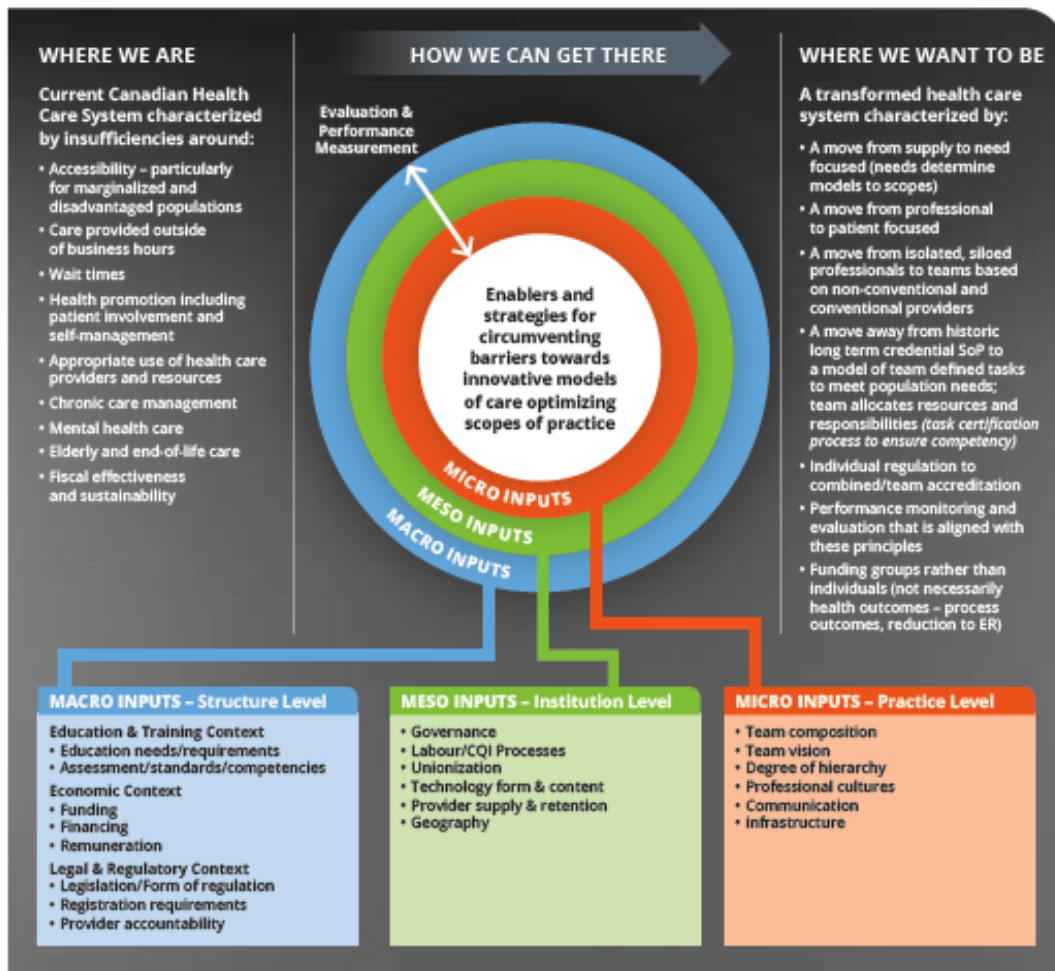 WHERE WE ARE
Current Canadian Health
Care System characterized
by insufficiencies around:
• Accessibility – particularly
for marginalized and
disadvantaged populations
• Care provided outside
of business hours
• Wait times
• Health promotion including
patient involvement and
self-management
• Appropriate use of health care
providers and resources
• Chronic care management
• Mental health care
• Elderly and end-of-life care
• Fiscal effectiveness
and sustainability
HOW WE CAN GET THERE
Evaluation &
Performance
Measurement
Enablers and
strategies for
circumventing
barriers towards
innovative models
of care optimizing
scopes of practice
MICRO INPUTS
MESO INPUTS
MACRO INPUTS
WHERE WE WANT TO BE
A transformed health care
system characterized by:
• A move from supply to need
focused (needs determine
models to scopes)
• A move from professional
to patient focused
• A move from isolated, siloed
professionals to teams based
on non-conventional and
conventional providers
• A move away from historic
long term credential SoP to
a model of team defined tasks
to meet population needs;
team allocates resources and
responsibilities (task certification
process to ensure competency)
• Individual regulation to
combined/team accreditation
• Performance monitoring and
evaluation that is aligned with
these principles
• Funding groups rather than
individuals (not necessarily
health outcomes – process
outcomes, reduction to ER)
MACRO INPUTS – Structure Level
Education & Training Context
• Education needs/requirements
• Assessment/standards/competencies
Economic Context
• Funding
• Financing
• Remuneration
Legal & Regulatory Context
• Legislation/Form of regulation
• Registration requirements
• Provider accountability
MESO INPUTS – Institution Level
• Governance
• Labour/CQI Processes
• Unionization
• Technology form & content
• Provider supply & retention
• Geography
MICRO INPUTS – Practice Level
• Team composition
• Team vision
• Degree of hierarchy
• Professional cultures
• Communication
• infrastructure